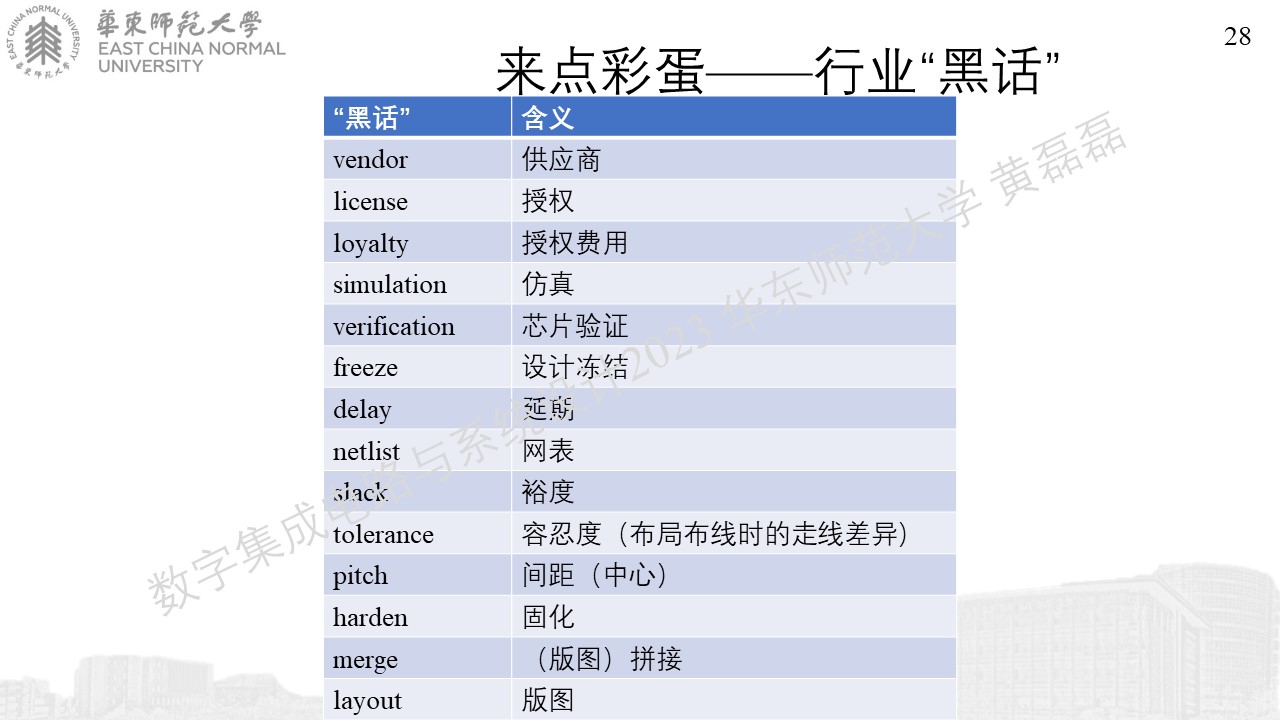 華東師範大學
EAST CHINA NORMAL
UNIVERSITY
EAST CHINA NORMAL UNIVERSITY
華東師範大學
28
来点彩蛋——行业“黑话”
“黑话” 含义
vendor 供应商
license 授权
loyalty 授权费用
simulation 仿真
verification 芯片验证
freeze 设计冻结
delay 延期
netlist 网表
slack 裕度
tolerance 容忍度（布局布线时的走线差异）
pitch 间距（中心）
harden 固化
merge （版图）拼接
layout 版图
数字集成电路与系统设计2023 华东师范大学 黄磊磊